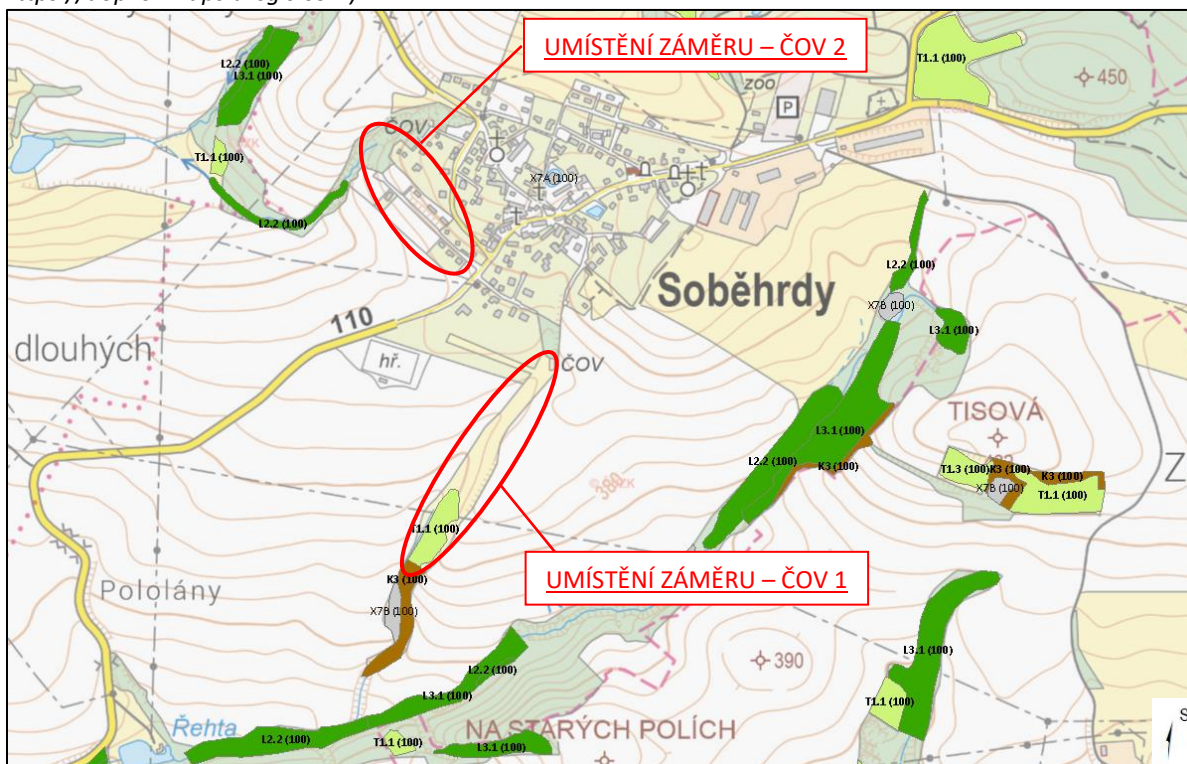 UMÍSTĚNÍ ZÁMĚRU – ČOV 2
L2.2 (100)
L3.1 (100)
T1.1 (100)
450
zoo
P
ČOV
T1.1 (100)
X7A (100)
L2.2 (100)
L2.2 (100)
Soběhrdy
X7B (100)
110
L3.1 (100)
dlouhých
hř.
ČOV
TISOVÁ
L3.1 (100)
L2.2 (100)
K3 (100)
T1.3 (100)
K3 (100)
K3 (100)
X7B (100)
T1.1 (100)
Z
380
T1.1 (100)
UMÍSTĚNÍ ZÁMĚRU – ČOV 1
K3 (100)
Pololány
X7B (100)
L2.2 (100)
390
L3.1 (100)
L3.1 (100)
T1.1 (100)
Řehta
NA STARÝCH POLÍCH
L2.2 (100)
T1.1 (100)
L3.1 (100)
S